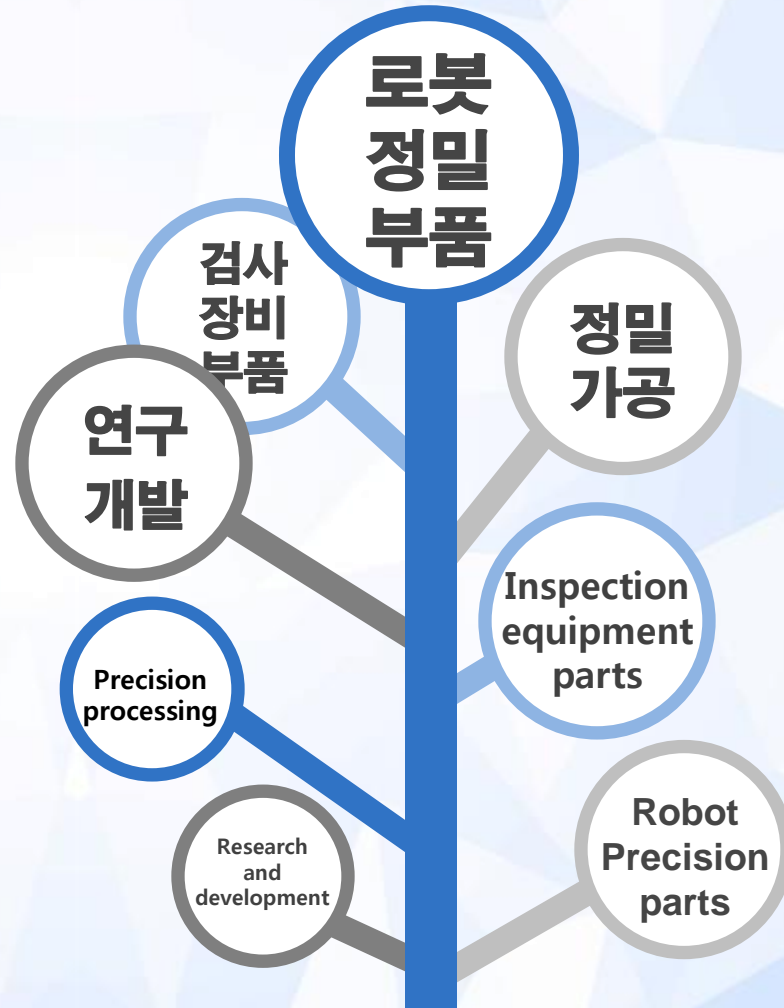 로봇
정밀
부품
검사
장비
부품
정밀
가공
연구
개발
Inspection
equipment
parts
Precision
processing
Robot
Precision
parts
Research
and
development